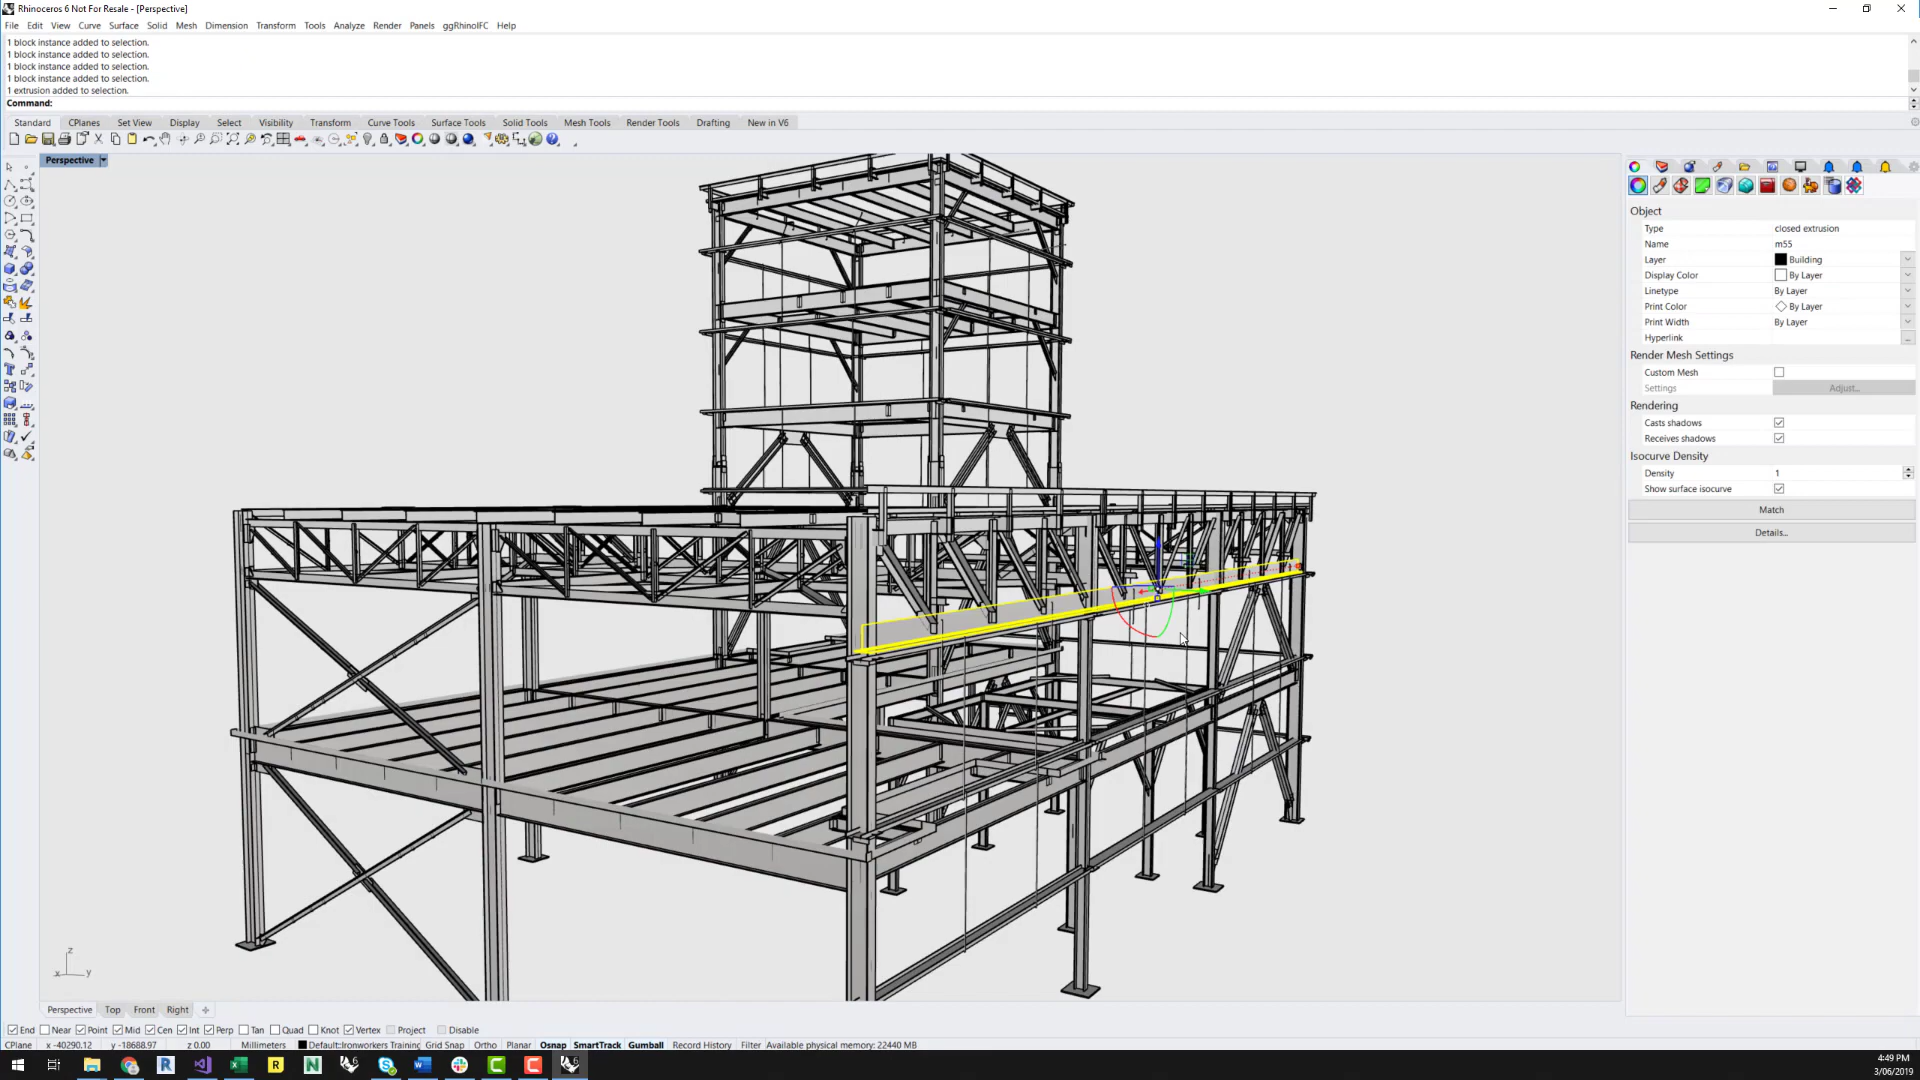 Rhinoceros 6 Not For Resale - [Perspective]
File Edit View Curve Surface Solid Mesh Dimension Transform Tools Analyze Render Panels ggRhinoIFC Help
1 block instance added to selection.
1 block instance added to selection.
1 block instance added to selection.
1 block instance added to selection.
1 extrusion added to selection.
Command:
Standard CPlanes Set View Display Select Visibility Transform Curve Tools Surface Tools Solid Tools Mesh Tools Render Tools Drafting New in V6
Perspective
Object
Type closed extrusion
Name m55
Layer Building
Display Color By Layer
Linetype By Layer
Print Color By Layer
Print Width By Layer
Hyperlink ...
Render Mesh Settings
Custom Mesh
Settings Adjust...
Rendering
Casts shadows
Receives shadows
Isocurve Density
Density 1
Show surface isocurve
Match
Details...
z
x y
Perspective Top Front Right
End Near Point Mid Cen Int Perp Tan Quad Knot Vertex Project Disable
CPlane x -40290.12 y -18688.97 z 0.00 Millimeters Default::Ironworkers Training Grid Snap Ortho Planar Osnap SmartTrack Gumball Record History Filter Available physical memory: 22440 MB
4:49 PM
3/06/2019